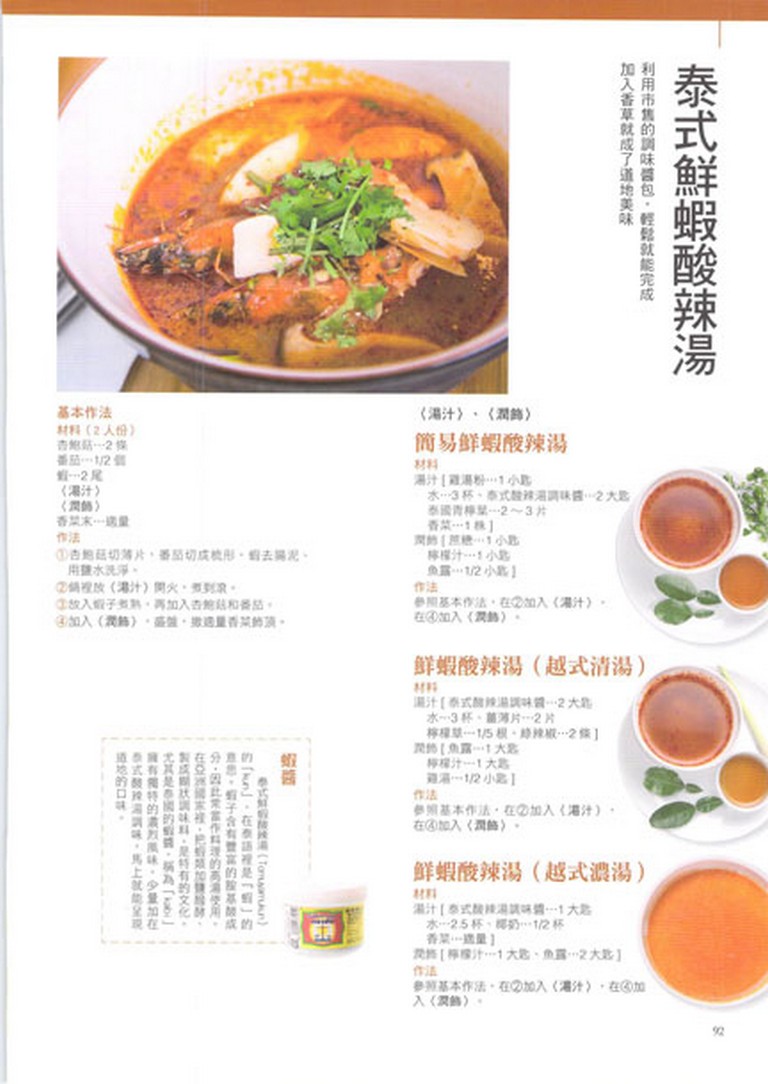 泰式鮮蝦酸辣湯
利用市售的調味醬包,輕鬆就能完成
加入香草就成了道地美味
基本作法
材料(2人份)
杏鮑菇…2條
番茄…1/2個
蝦…2尾
〈湯汁〉
〈潤飾〉
香菜末…適量
作法
①杏鮑菇切薄片,番茄切成梳形,蝦去腸泥,
用鹽水洗淨。
②鍋裡放〈湯汁〉開火,煮到滾。
③放入蝦子煮熟,再加入杏鮑菇和番茄。
④加入〈潤飾〉,盛盤,撒適量香菜飾頂。
蝦醬
泰式鮮蝦酸辣湯(Tomyamkun)
的「kun」,在泰語裡是「蝦」的
意思。蝦子含有豐富的胺基酸成
分,因此常當作料理的高湯使用。
在亞洲國家裡,把蝦類加鹽發酵、
製成糊狀調味料,是特有的文化。
尤其是泰國的蝦醬,稱為「kapi」
擁有獨特的濃烈風味。少量加在
泰式酸辣湯調味,馬上就能呈現
道地的口味。
〈湯汁〉、〈潤飾〉
簡易鮮蝦酸辣湯
材料
湯汁 [ 雞湯粉…1小匙
水…3杯、泰式酸辣湯調味醬…2大匙
泰國青檸葉…2~3片
香菜…1株 ]
潤飾 [ 蔗糖…1小匙
檸檬汁…1小匙
魚露…1/2小匙 ]
作法
參照基本作法,在②加入〈湯汁〉,
在④加入〈潤飾〉。
鮮蝦酸辣湯(越式清湯)
材料
湯汁 [ 泰式酸辣湯調味醬…2大匙
水…3杯、薑薄片…2片
檸檬草…1/5根、綠辣椒…2條 ]
潤飾 [ 魚露…1大匙
檸檬汁…1大匙
雞湯…1/2小匙 ]
作法
參照基本作法,在②加入〈湯汁〉,
在④加入〈潤飾〉。
鮮蝦酸辣湯(越式濃湯)
材料
湯汁 [ 泰式酸辣湯調味醬…1大匙
水…2.5杯、椰奶…1/2杯
香菜…適量 ]
潤飾 [ 檸檬汁…1大匙、魚露…2大匙 ]
作法
參照基本作法,在②加入〈湯汁〉,在④加
入〈潤飾〉。
92